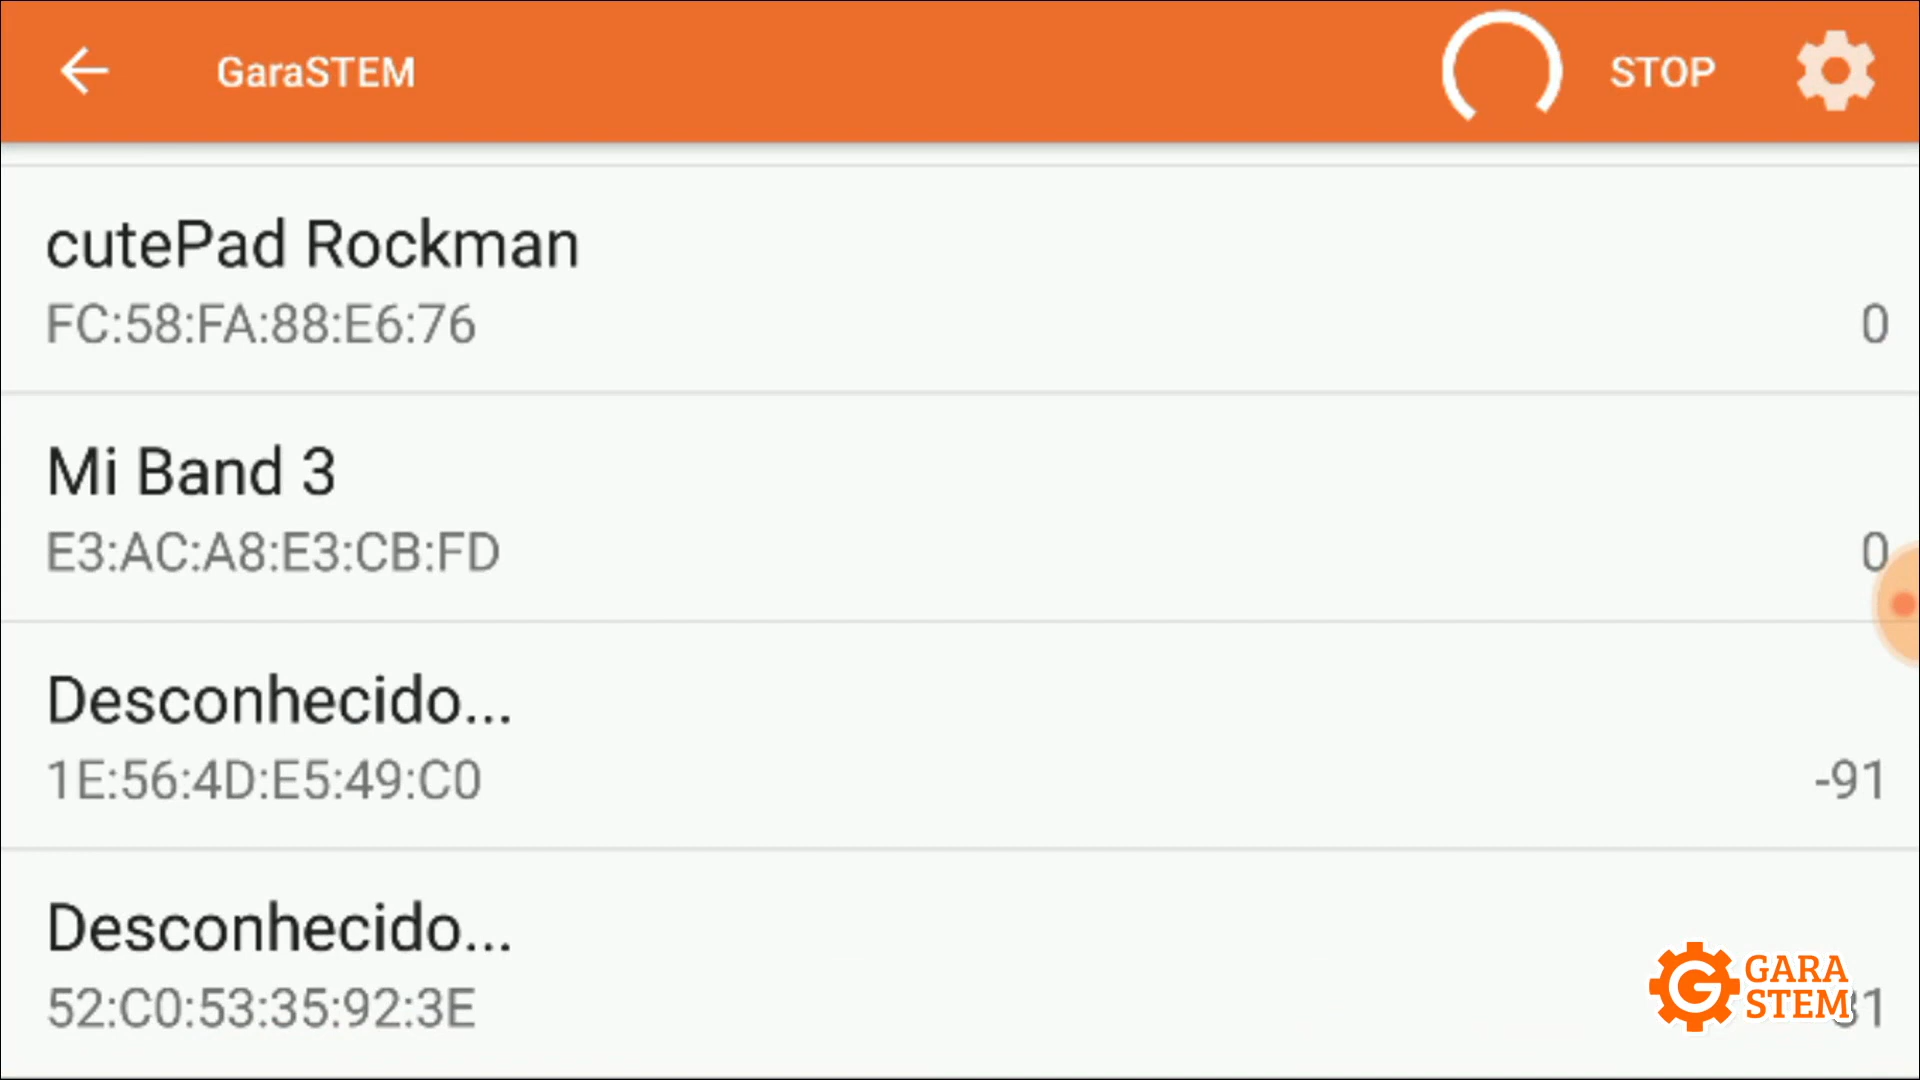 GaraSTEM
STOP
cutePad Rockman
FC:58:FA:88:E6:76
0
Mi Band 3
E3:AC:A8:E3:CB:FD
0
Desconhecido...
1E:56:4D:E5:49:C0
-91
Desconhecido...
52:C0:53:35:92:3E
GARA
STEM